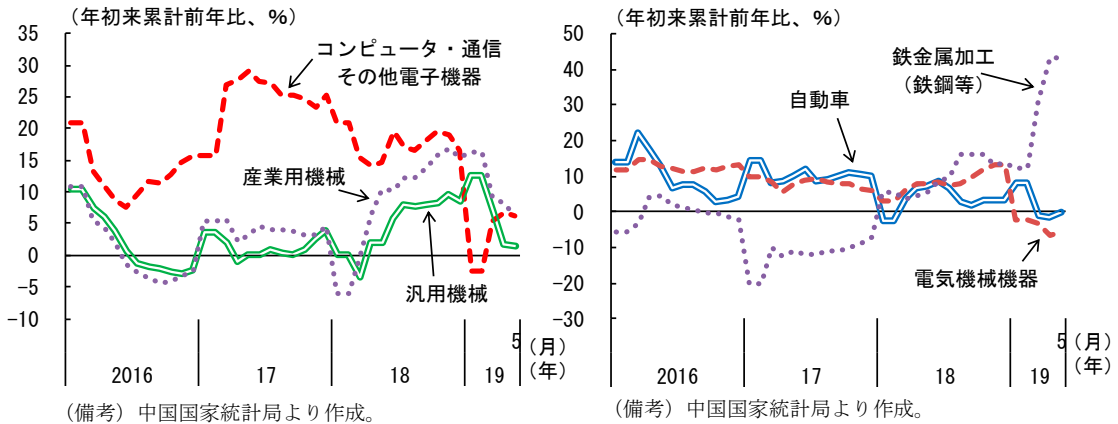 （年初来累計前年比、％）
35
30
25
20
15
10
5
0
−5
−10
コンピュータ・通信
その他電子機器
産業用機械
汎用機械
5
（月）
（年）
2016
17
18
19
（備考）中国国家統計局より作成。
（年初来累計前年比、％）
50
40
30
20
10
0
−10
−20
−30
鉄金属加工
（鉄鋼等）
自動車
電気機械機器
5
（月）
（年）
2016
17
18
19
（備考）中国国家統計局より作成。